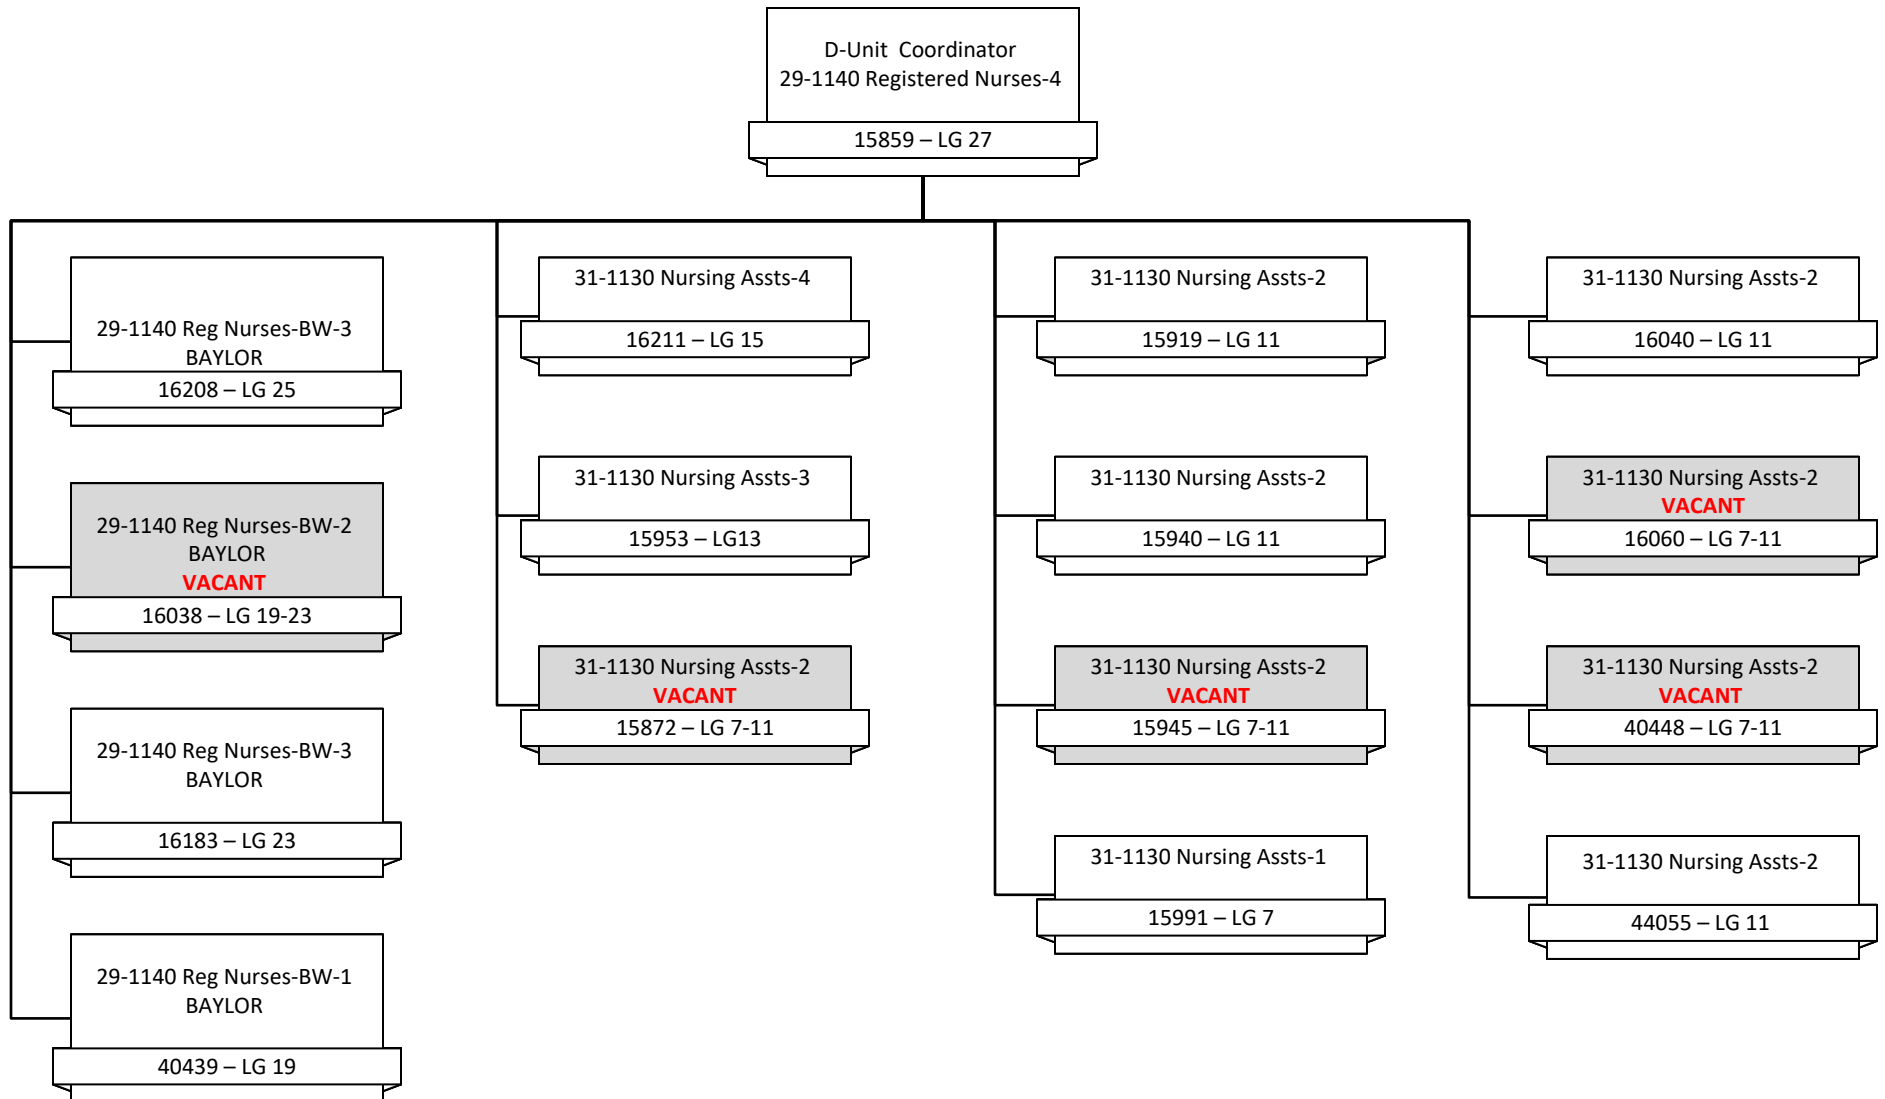 D-Unit  Coordinator
29-1140 Registered Nurses-4
15859 – LG 27
29-1140 Reg Nurses-BW-3
BAYLOR
16208 – LG 25
29-1140 Reg Nurses-BW-2
BAYLOR
VACANT
16038 – LG 19-23
29-1140 Reg Nurses-BW-3
BAYLOR
16183 – LG 23
29-1140 Reg Nurses-BW-1
BAYLOR
40439 – LG 19
31-1130 Nursing Assts-4
16211 – LG 15
31-1130 Nursing Assts-3
15953 – LG13
31-1130 Nursing Assts-2
VACANT
15872 – LG 7-11
31-1130 Nursing Assts-2
15919 – LG 11
31-1130 Nursing Assts-2
15940 – LG 11
31-1130 Nursing Assts-2
VACANT
15945 – LG 7-11
31-1130 Nursing Assts-1
15991 – LG 7
31-1130 Nursing Assts-2
16040 – LG 11
31-1130 Nursing Assts-2
VACANT
16060 – LG 7-11
31-1130 Nursing Assts-2
VACANT
40448 – LG 7-11
31-1130 Nursing Assts-2
44055 – LG 11